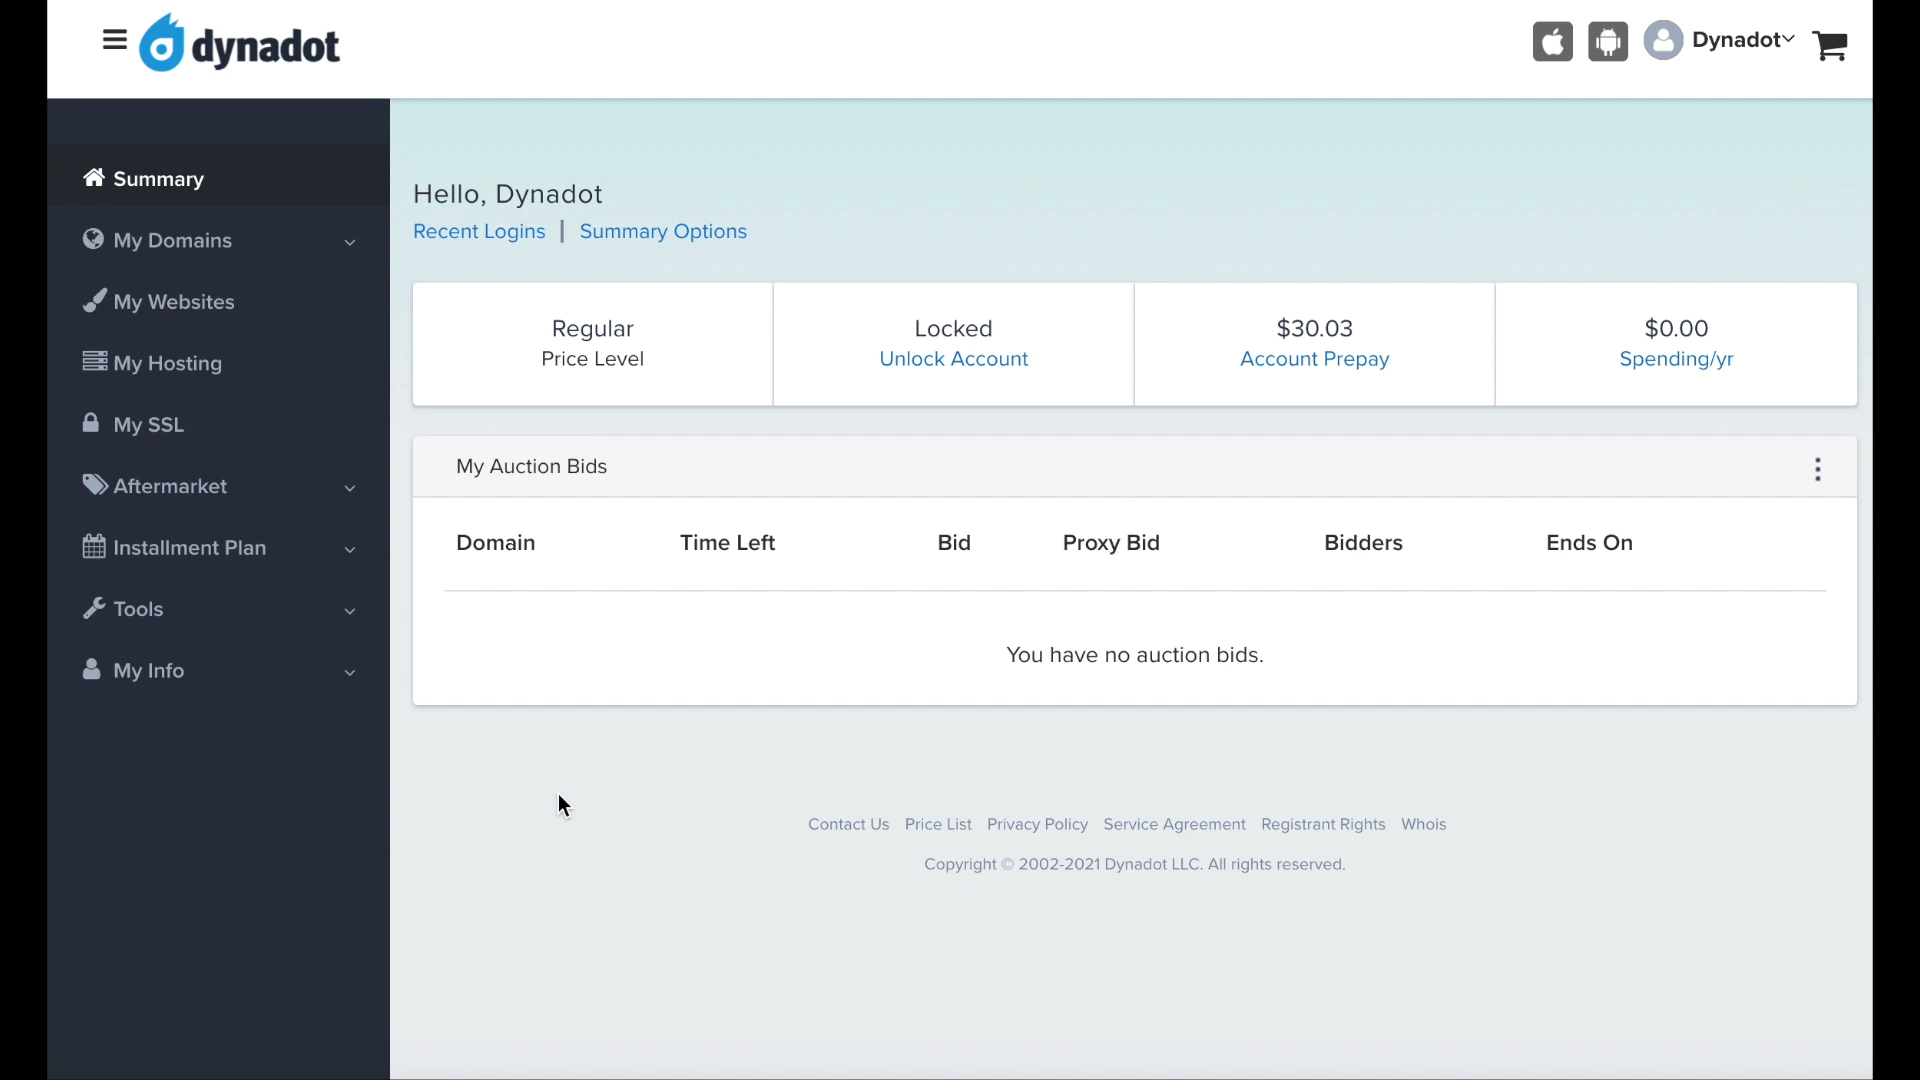 dynadot
Dynadot
Summary
My Domains
My Websites
My Hosting
My SSL
Aftermarket
Installment Plan
Tools
My Info
Hello, Dynadot
Recent Logins | Summary Options
Regular
Price Level
Locked
Unlock Account
$30.03
Account Prepay
$0.00
Spending/yr
My Auction Bids
Domain Time Left Bid Proxy Bid Bidders Ends On
You have no auction bids.
Contact Us Price List Privacy Policy Service Agreement Registrant Rights Whois
Copyright © 2002-2021 Dynadot LLC. All rights reserved.